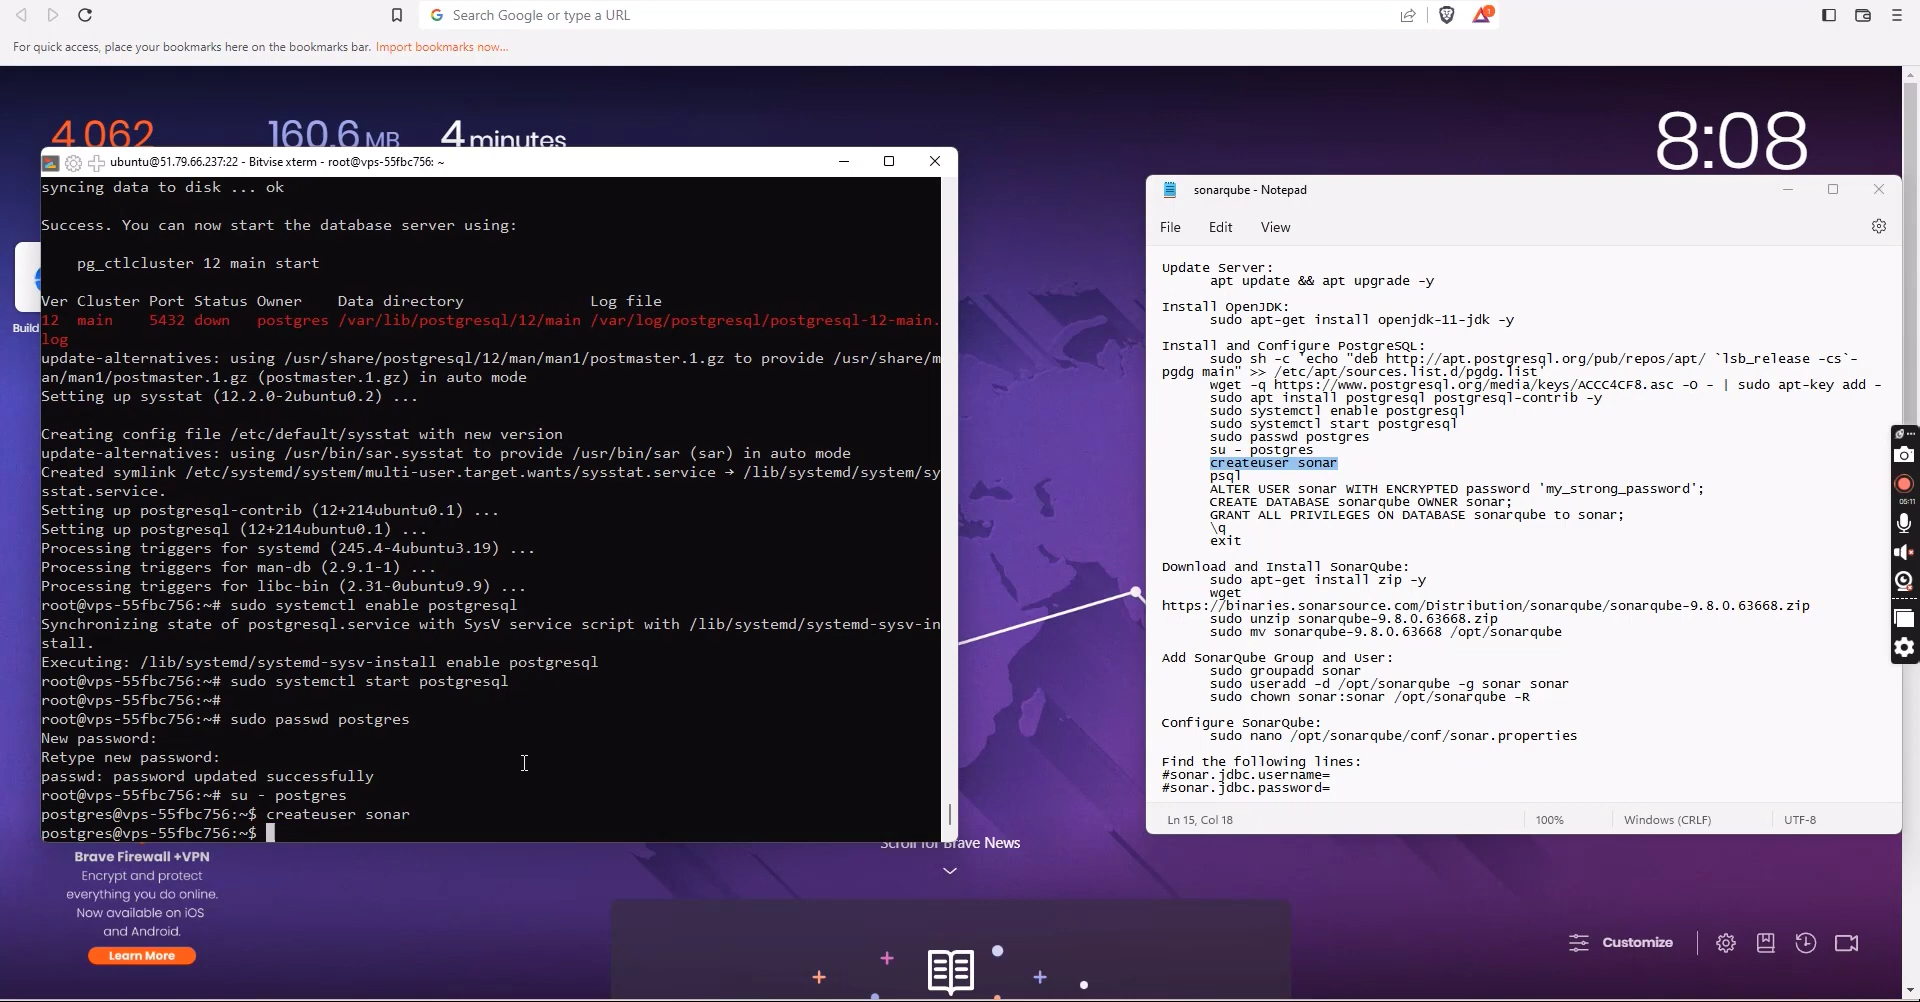 Search Google or type a URL
1
For quick access, place your bookmarks here on the bookmarks bar. Import bookmarks now...
4,062 160.6 MB 4 minutes
8:08
Build
ubuntu@51.79.66.237:22 - Bitvise xterm - root@vps-55fbc756: ~
syncing data to disk ... ok
Success. You can now start the database server using:
pg_ctlcluster 12 main start
Ver Cluster Port Status Owner    Data directory              Log file
12  main    5432 down   postgres /var/lib/postgresql/12/main /var/log/postgresql/postgresql-12-main.
log
update-alternatives: using /usr/share/postgresql/12/man/man1/postmaster.1.gz to provide /usr/share/m
an/man1/postmaster.1.gz (postmaster.1.gz) in auto mode
Setting up sysstat (12.2.0-2ubuntu0.2) ...
Creating config file /etc/default/sysstat with new version
update-alternatives: using /usr/bin/sar.sysstat to provide /usr/bin/sar (sar) in auto mode
Created symlink /etc/systemd/system/multi-user.target.wants/sysstat.service → /lib/systemd/system/sy
sstat.service.
Setting up postgresql-contrib (12+214ubuntu0.1) ...
Setting up postgresql (12+214ubuntu0.1) ...
Processing triggers for systemd (245.4-4ubuntu3.19) ...
Processing triggers for man-db (2.9.1-1) ...
Processing triggers for libc-bin (2.31-0ubuntu9.9) ...
root@vps-55fbc756:~# sudo systemctl enable postgresql
Synchronizing state of postgresql.service with SysV service script with /lib/systemd/systemd-sysv-in
stall.
Executing: /lib/systemd/systemd-sysv-install enable postgresql
root@vps-55fbc756:~# sudo systemctl start postgresql
root@vps-55fbc756:~#
root@vps-55fbc756:~# sudo passwd postgres
New password:
Retype new password:
passwd: password updated successfully
root@vps-55fbc756:~# su - postgres
postgres@vps-55fbc756:~$ createuser sonar
postgres@vps-55fbc756:~$
sonarqube - Notepad
File Edit View
Update Server:
apt update && apt upgrade -y
Install OpenJDK:
sudo apt-get install openjdk-11-jdk -y
Install and Configure PostgreSQL:
sudo sh -c 'echo "deb http://apt.postgresql.org/pub/repos/apt/ `lsb_release -cs`-
pgdg main" >> /etc/apt/sources.list.d/pgdg.list'
wget -q https://www.postgresql.org/media/keys/ACCC4CF8.asc -O - | sudo apt-key add -
sudo apt install postgresql postgresql-contrib -y
sudo systemctl enable postgresql
sudo systemctl start postgresql
sudo passwd postgres
su - postgres
createuser sonar
psql
ALTER USER sonar WITH ENCRYPTED password 'my_strong_password';
CREATE DATABASE sonarqube OWNER sonar;
GRANT ALL PRIVILEGES ON DATABASE sonarqube to sonar;
\q
exit
Download and Install SonarQube:
sudo apt-get install zip -y
wget
https://binaries.sonarsource.com/Distribution/sonarqube/sonarqube-9.8.0.63668.zip
sudo unzip sonarqube-9.8.0.63668.zip
sudo mv sonarqube-9.8.0.63668 /opt/sonarqube
Add SonarQube Group and User:
sudo groupadd sonar
sudo useradd -d /opt/sonarqube -g sonar sonar
sudo chown sonar:sonar /opt/sonarqube -R
Configure SonarQube:
sudo nano /opt/sonarqube/conf/sonar.properties
Find the following lines:
#sonar.jdbc.username=
#sonar.jdbc.password=
Ln 15, Col 18 100% Windows (CRLF) UTF-8
05:11
Scroll for Brave News
Brave Firewall +VPN
Encrypt and protect
everything you do online.
Now available on iOS
and Android.
Learn More
Customize